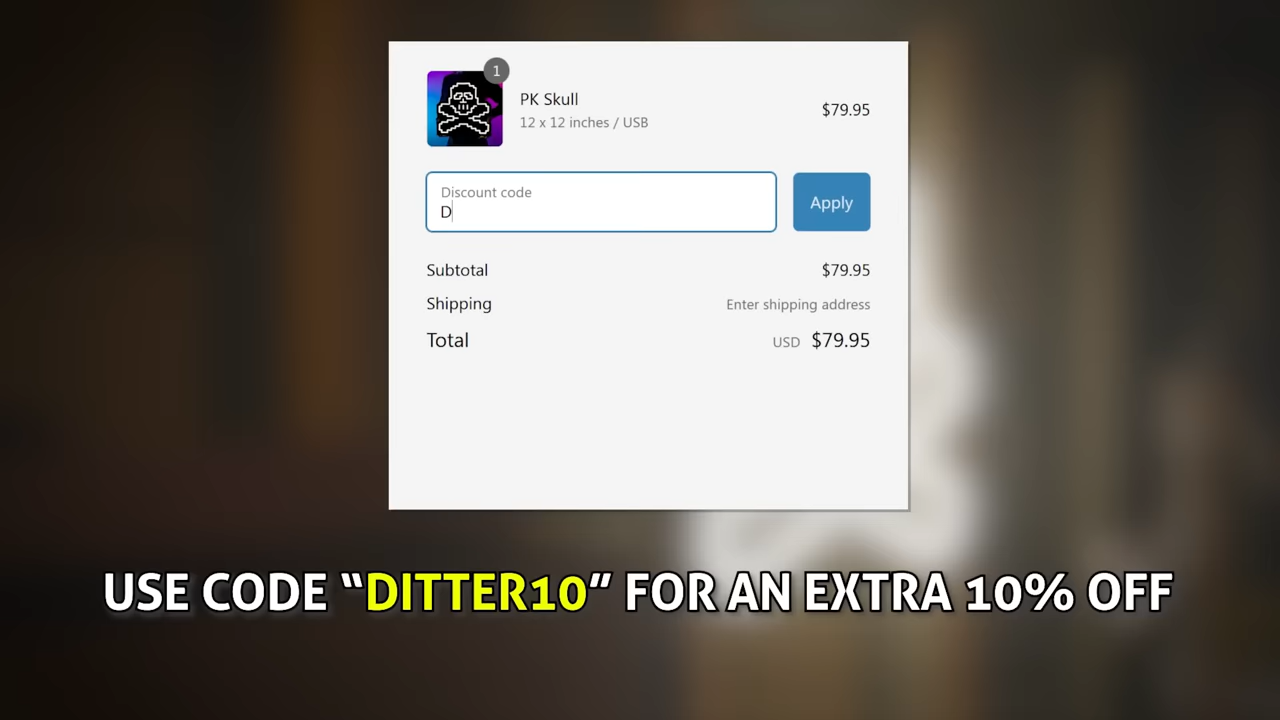 1
PK Skull
$79.95
12 x 12 inches / USB
Discount code
D
Apply
Subtotal
$79.95
Shipping
Enter shipping address
Total
USD $79.95
USE CODE “DITTER10” FOR AN EXTRA 10% OFF